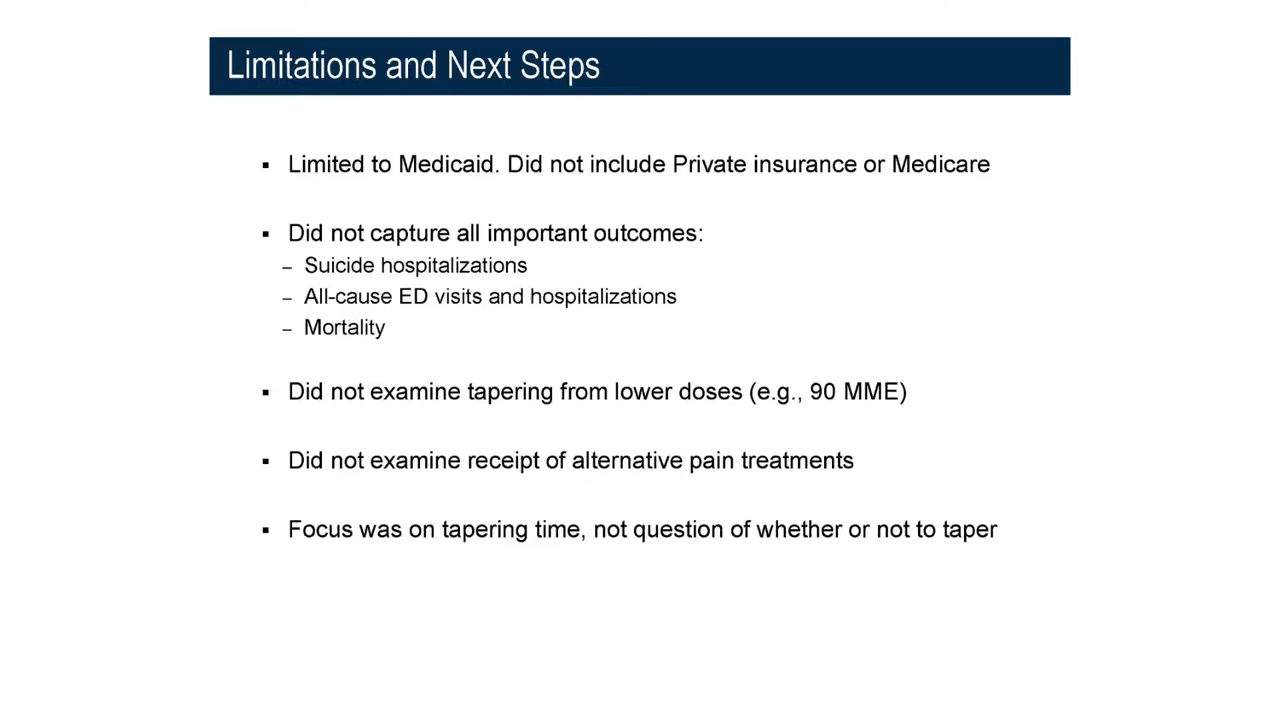 Limitations and Next Steps
▪ Limited to Medicaid. Did not include Private insurance or Medicare
▪ Did not capture all important outcomes:
– Suicide hospitalizations
– All-cause ED visits and hospitalizations
– Mortality
▪ Did not examine tapering from lower doses (e.g., 90 MME)
▪ Did not examine receipt of alternative pain treatments
▪ Focus was on tapering time, not question of whether or not to taper